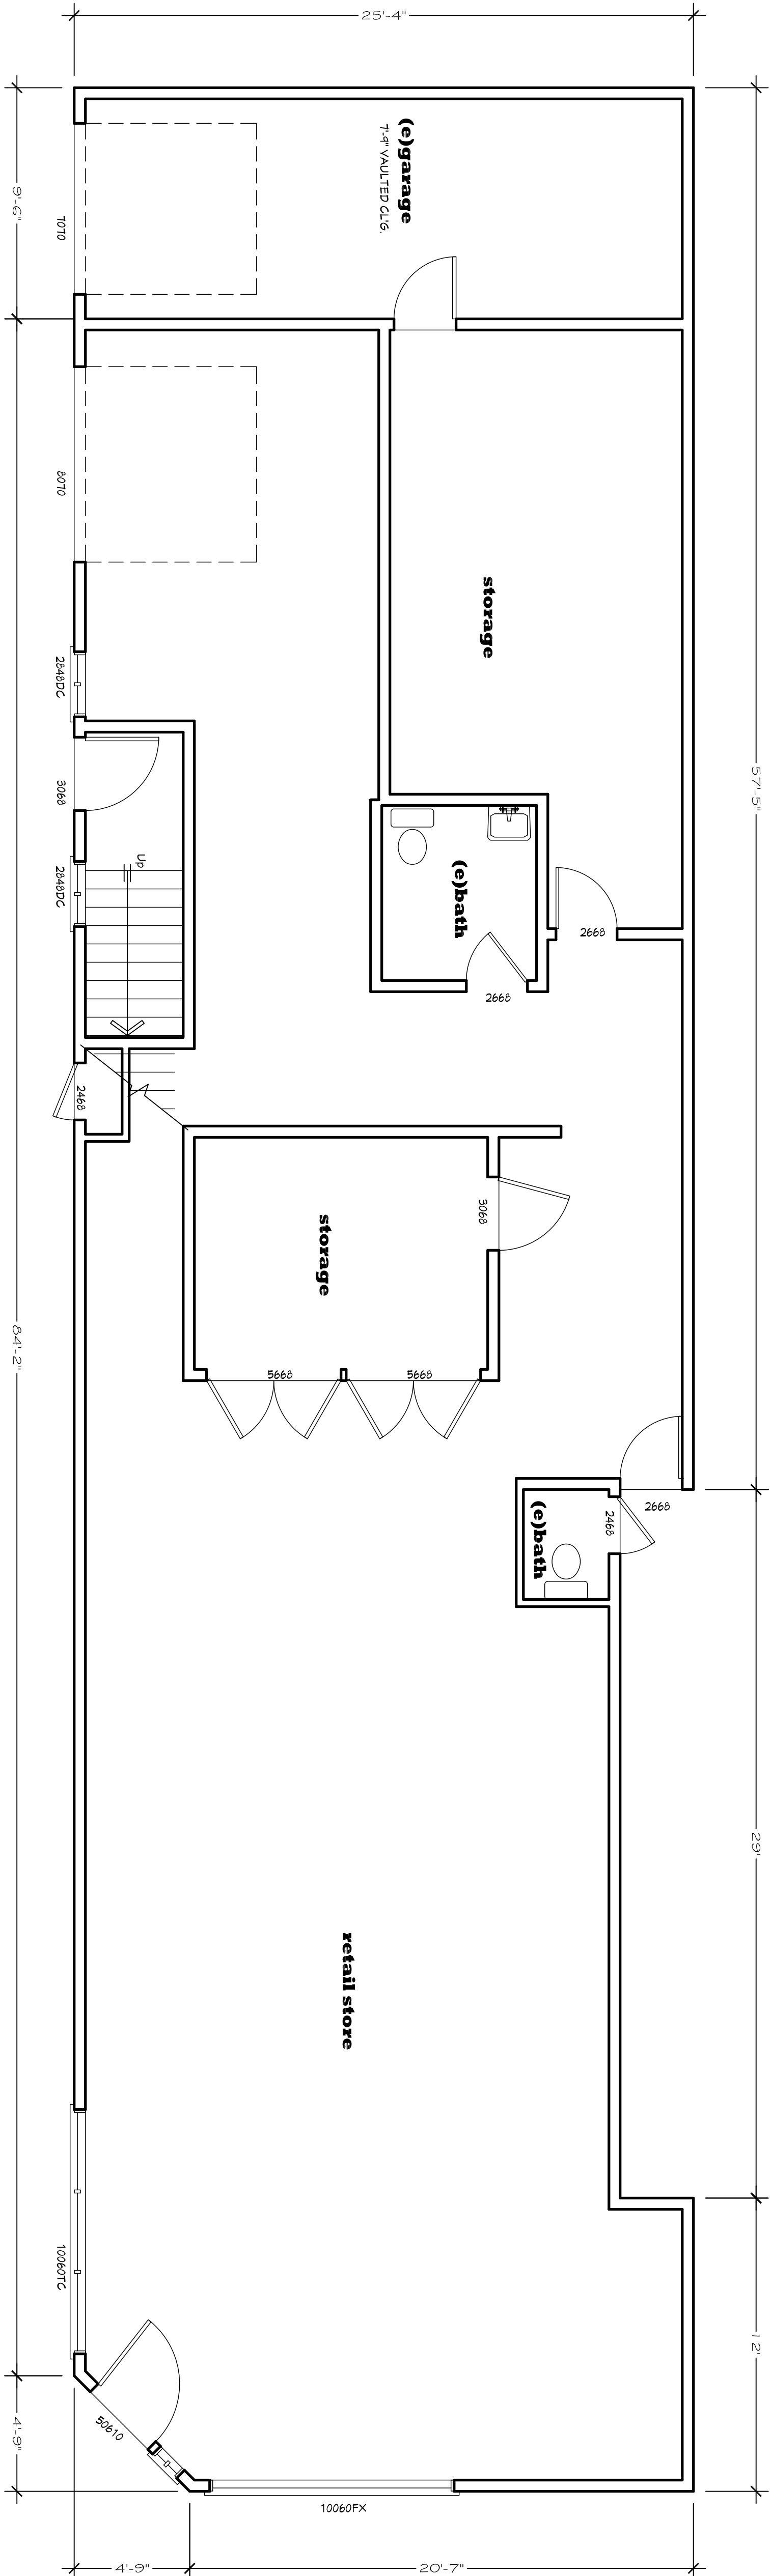 25'-4"
(e)garage
7'-9" VAULTED CL'G.
9'-6"
7070
8070
storage
2848DC
3068
57'-5"
Up
2848DC
(e)bath
2668
2668
2468
3068
storage
84'-2"
5668
5668
2668
2468
(e)bath
29'
retail store
10060TC
12'
50610
4'-9"
10060FX
4'-9"
20'-7"